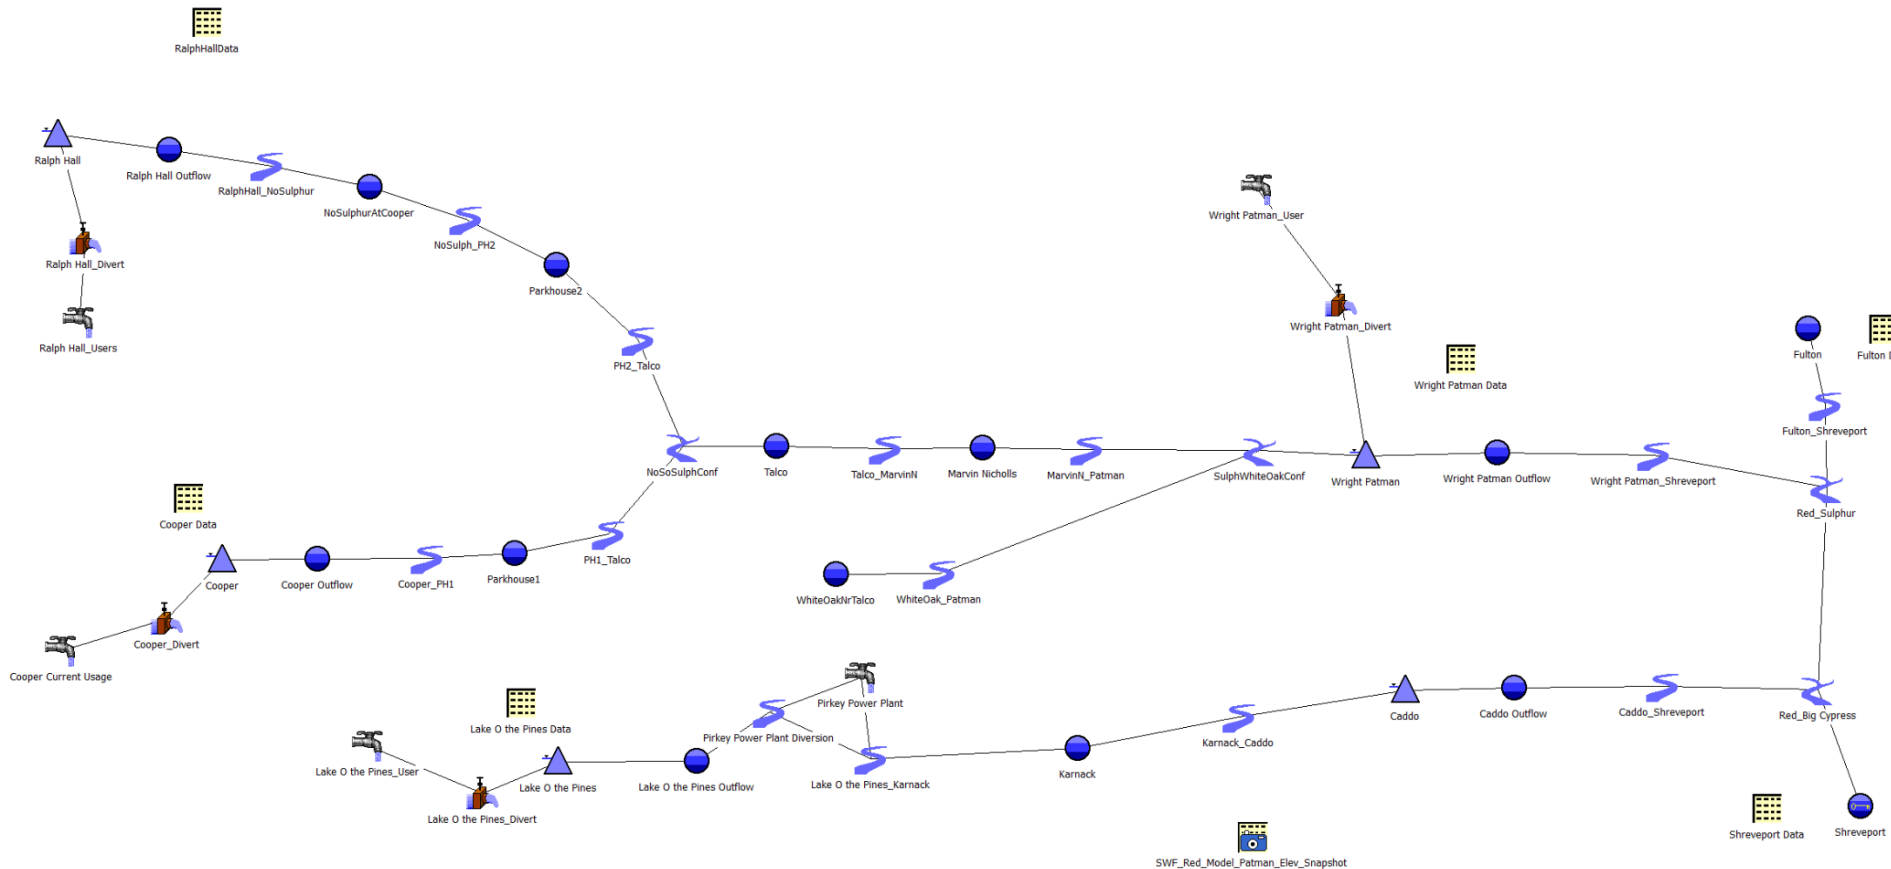 RalphHallData
Ralph Hall
Ralph Hall Outflow
RalphHall_NoSulphur
NoSulphurAtCooper
NoSulph_PH2
Wright Patman_User
Ralph Hall_Divert
Parkhouse2
Ralph Hall_Users
Wright Patman_Divert
Fulton
Fulton D
PH2_Talco
Wright Patman Data
Fulton_Shreveport
NoSoSulphConf
Talco
Talco_MarvinN
Marvin Nicholls
MarvinN_Patman
SulphWhiteOakConf
Wright Patman
Wright Patman Outflow
Wright Patman_Shreveport
Red_Sulphur
Cooper Data
PH1_Talco
Cooper
Cooper Outflow
Cooper_PH1
Parkhouse1
WhiteOakNrTalco
WhiteOak_Patman
Cooper_Divert
Cooper Current Usage
Pirkey Power Plant
Caddo
Caddo Outflow
Caddo_Shreveport
Red_Big Cypress
Lake O the Pines Data
Pirkey Power Plant Diversion
Karnack_Caddo
Lake O the Pines_User
Lake O the Pines
Lake O the Pines Outflow
Lake O the Pines_Karnack
Karnack
Lake O the Pines_Divert
Shreveport Data
Shreveport
SWF_Red_Model_Patman_Elev_Snapshot